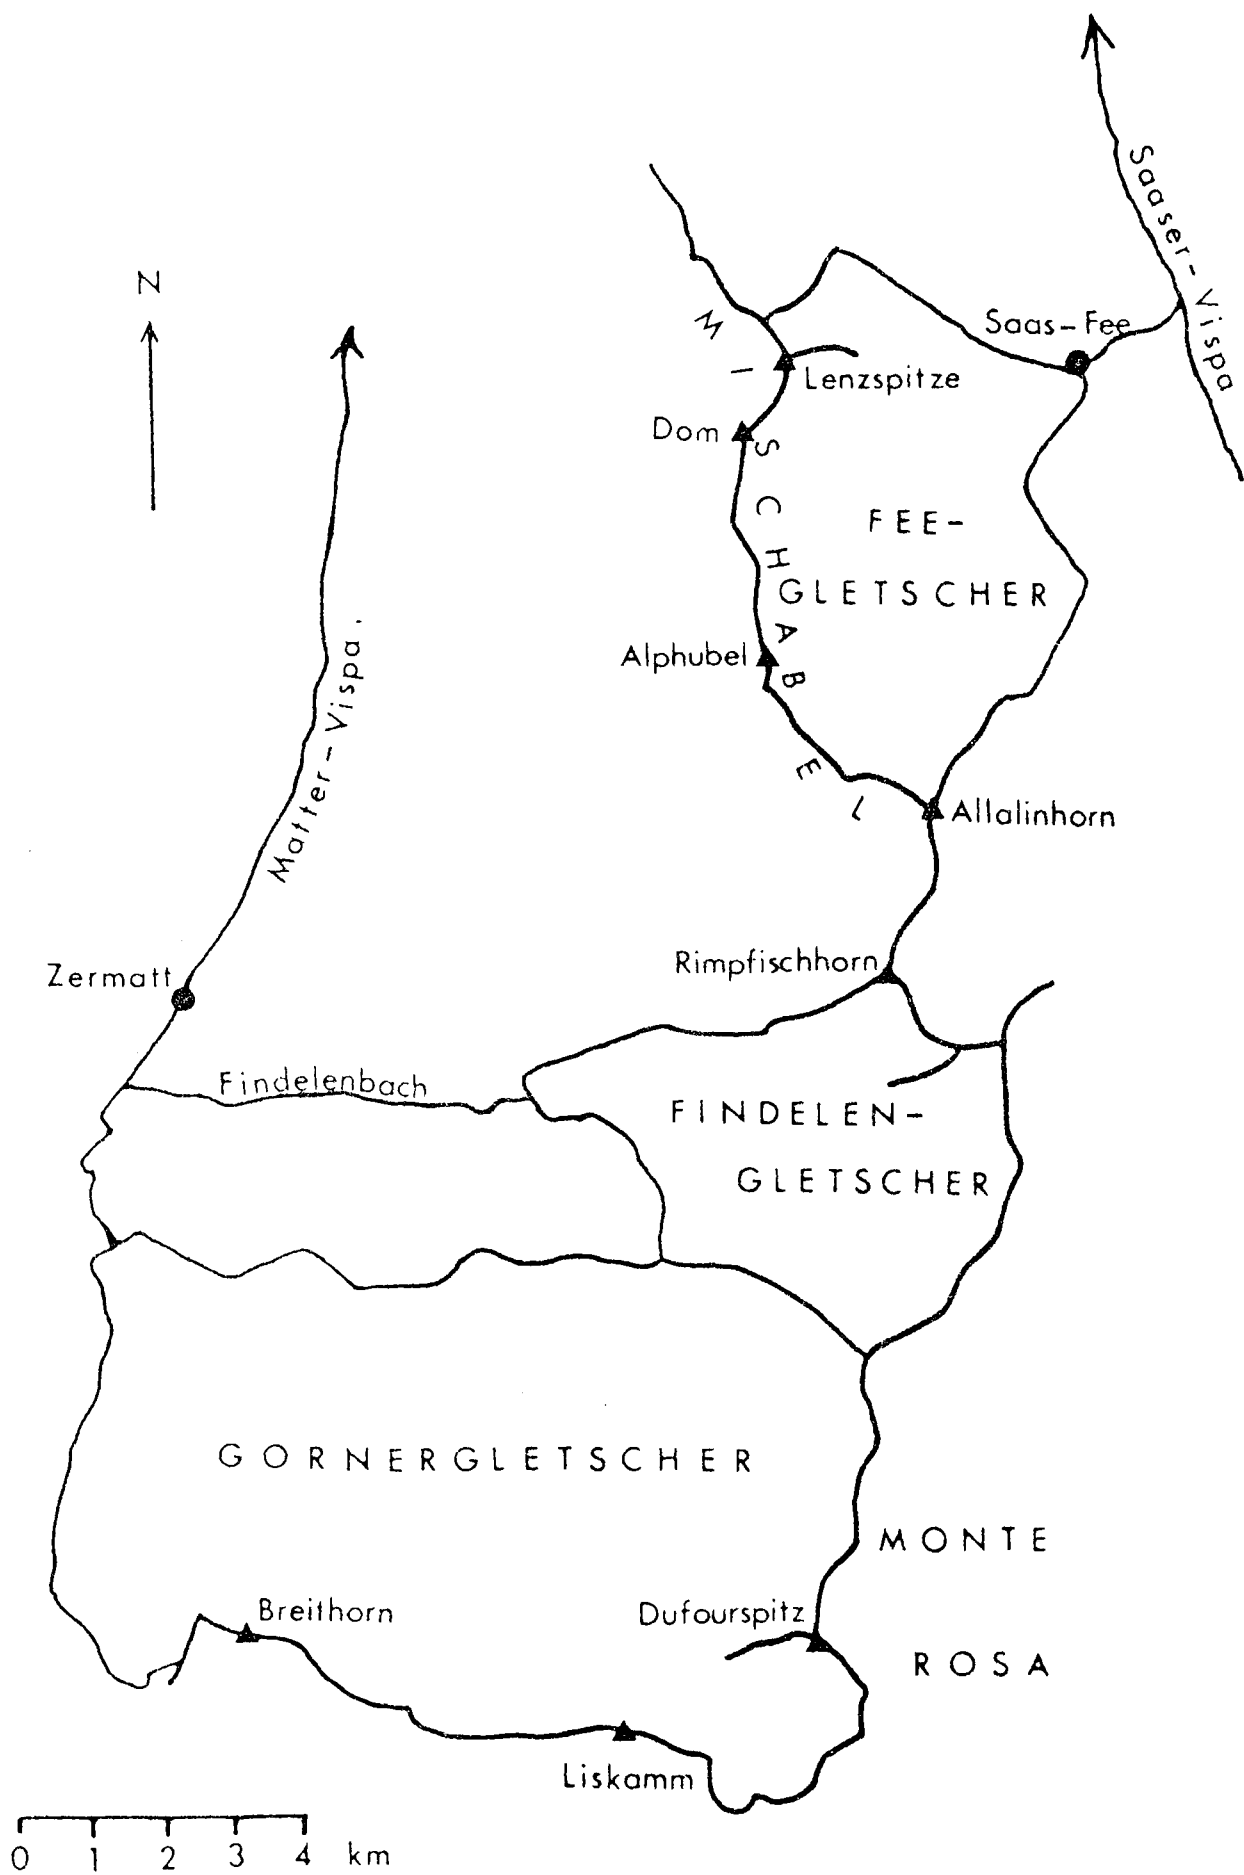 Saaser-Vispa
N
Saas-Fee
MISCHABEL
Lenzspitze
Dom
FEE-
GLETSCHER
Matter-Vispa.
Alphubel
Allalinhorn
Zermatt
Rimpfischhorn
Findelenbach
FINDELEN-
GLETSCHER
GORNERGLETSCHER
MONTE
ROSA
Breithorn
Dufourspitz
Liskamm
0 1 2 3 4 km